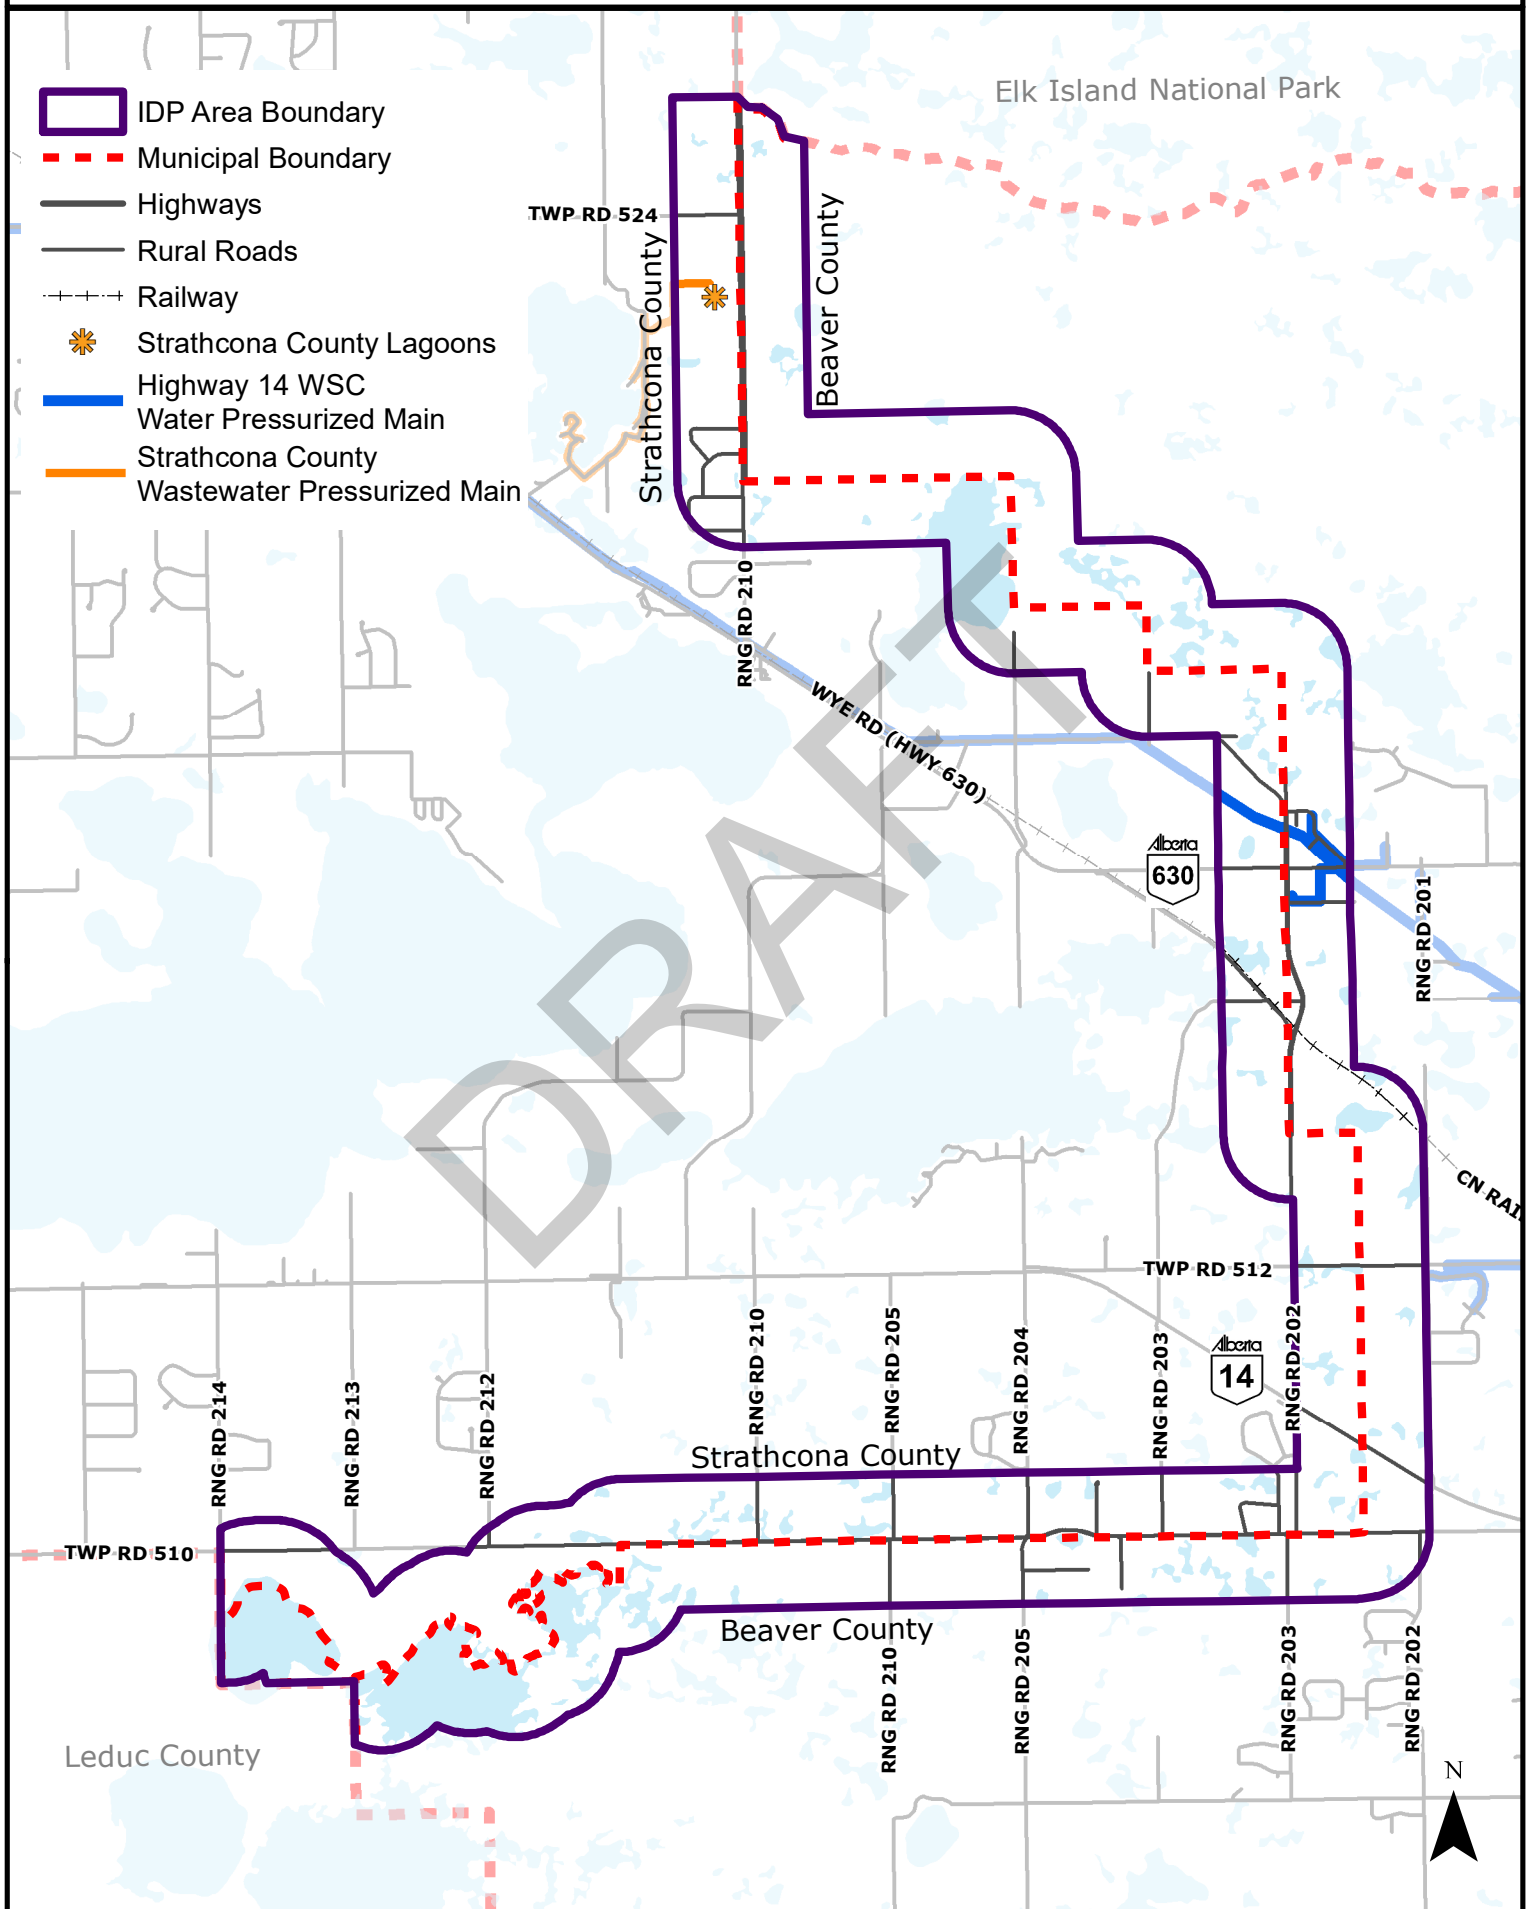 Elk Island National Park
IDP Area Boundary
Municipal Boundary
Highways
Rural Roads
Railway
Strathcona County Lagoons
Highway 14 WSC
Water Pressurized Main
Strathcona County
Wastewater Pressurized Main
TWP RD 524
Strathcona County
Beaver County
RNG RD 210
WYE RD (HWY 630)
Alberta
630
RNG RD 201
DRAFT
CN RAI
TWP RD 512
Alberta
14
RNG RD 214
RNG RD 213
RNG RD 212
RNG RD 210
RNG RD 205
RNG RD 204
RNG RD 203
RNG RD 202
Strathcona County
TWP RD 510
Beaver County
RNG RD 210
RNG RD 205
RNG RD 203
RNG RD 202
Leduc County
N